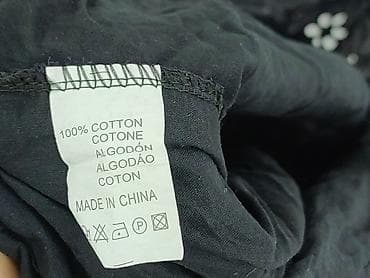 100% COTTON
COTONE
ALGODÓN
ALGODÃO
COTON
MADE IN CHINA
P